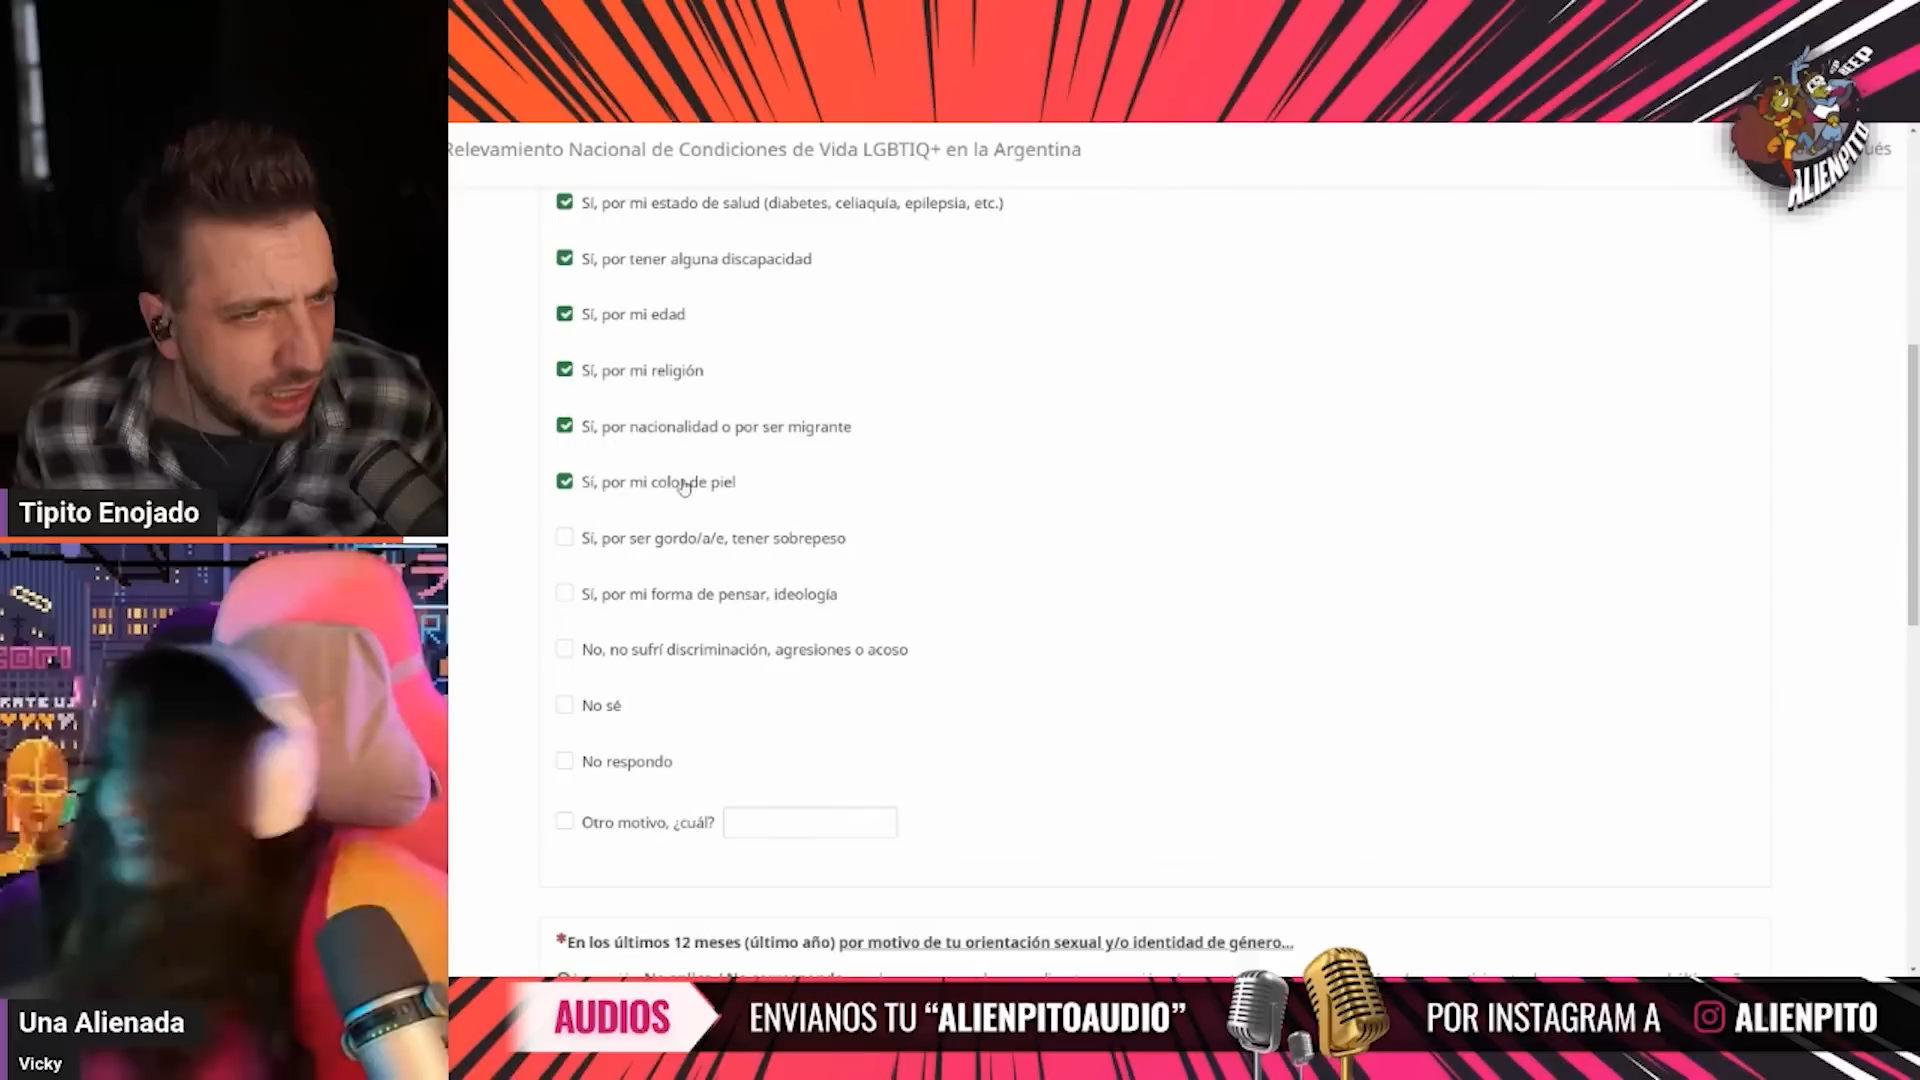 Relevamiento Nacional de Condiciones de Vida LGBTIQ+ en la Argentina
BEEP
ALIENPITO
Sí, por mi estado de salud (diabetes, celiaquía, epilepsia, etc.)
Sí, por tener alguna discapacidad
Sí, por mi edad
Sí, por mi religión
Sí, por nacionalidad o por ser migrante
Sí, por mi color de piel
Sí, por ser gordo/a/e, tener sobrepeso
Sí, por mi forma de pensar, ideología
No, no sufrí discriminación, agresiones o acoso
No sé
No respondo
Otro motivo, ¿cuál?
*En los últimos 12 meses (último año) por motivo de tu orientación sexual y/o identidad de género...
Tipito Enojado
Una Alienada
Vicky
AUDIOS
ENVIANOS TU “ALIENPITOAUDIO”
POR INSTAGRAM A
ALIENPITO